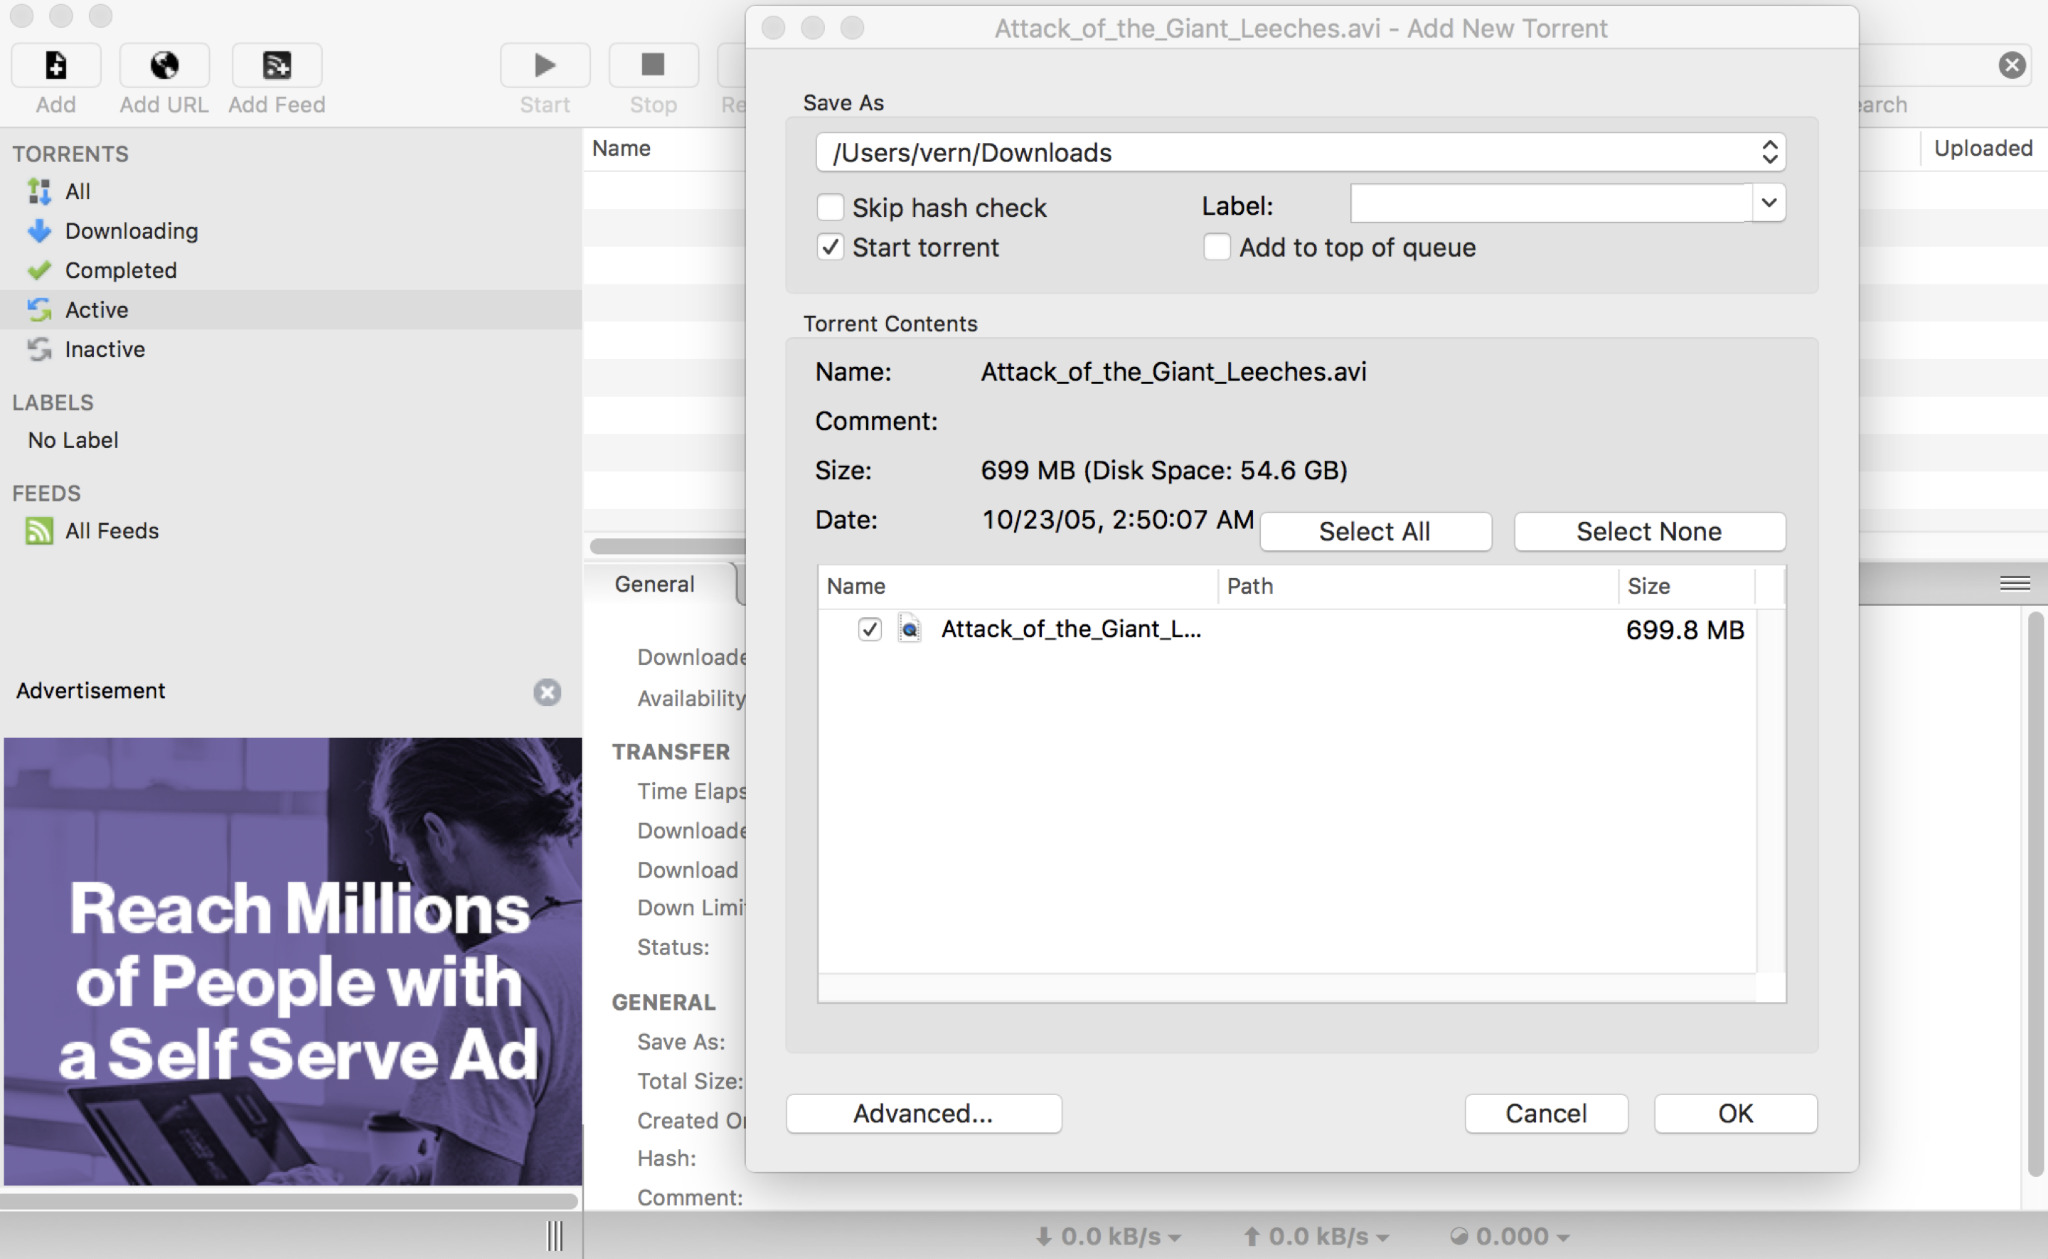 Attack_of_the_Giant_Leeches.avi - Add New Torrent
Add
Add URL
Add Feed
Start
Stop
Re
earch
TORRENTS
All
Downloading
Completed
Active
Inactive
LABELS
No Label
FEEDS
All Feeds
Advertisement
Reach Millions
of People with
a Self Serve Ad
Name
Uploaded
General
Downloade
Availability
TRANSFER
Time Elaps
Downloade
Download
Down Limit
Status:
GENERAL
Save As:
Total Size:
Created On
Hash:
Comment:
Save As
/Users/vern/Downloads
Skip hash check
Label:
Start torrent
Add to top of queue
Torrent Contents
Name: Attack_of_the_Giant_Leeches.avi
Comment:
Size: 699 MB (Disk Space: 54.6 GB)
Date: 10/23/05, 2:50:07 AM
Select All
Select None
Name Path Size
Attack_of_the_Giant_L... 699.8 MB
Advanced...
Cancel
OK
0.0 kB/s
0.0 kB/s
0.000